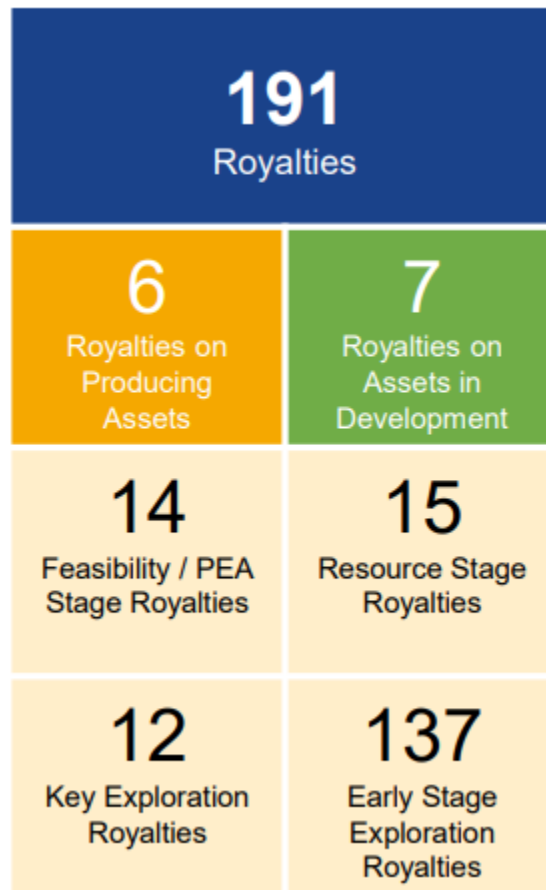 191
Royalties
6
Royalties on
Producing
Assets
7
Royalties on
Assets in
Development
14
Feasibility / PEA
Stage Royalties
15
Resource Stage
Royalties
12
Key Exploration
Royalties
137
Early Stage
Exploration
Royalties